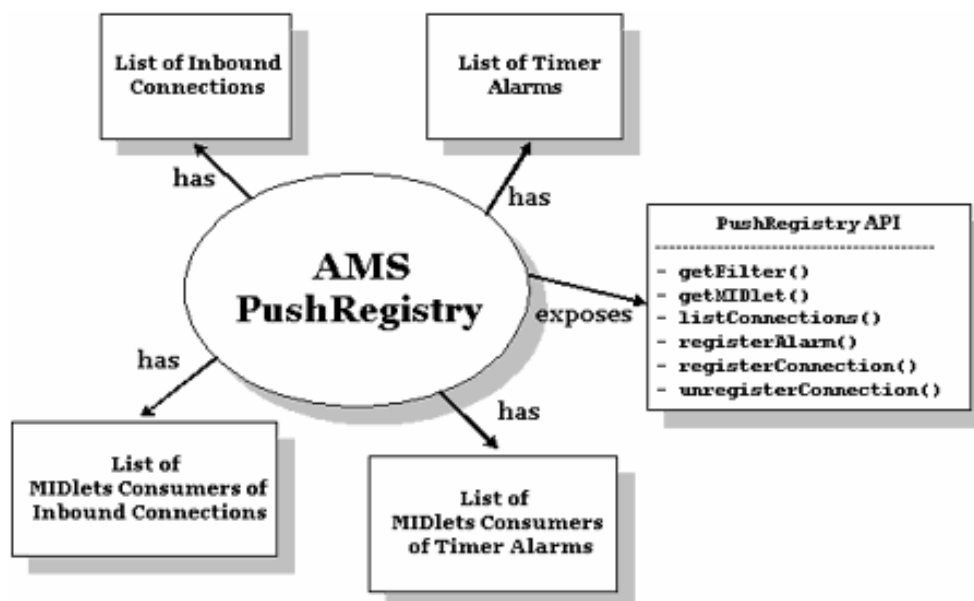 List of Inbound
Connections
List of Timer
Alarms
has
has
AMS
PushRegistry
exposes
PushRegistry API
----------------------------------
- getFilter()
- getMIDlet()
- listConnections()
- registerAlarm()
- registerConnection()
- unregisterConnection()
has
has
List of
MIDlets Consumers of
Inbound Connections
List of
MIDlets Consumers
of Timer Alarms